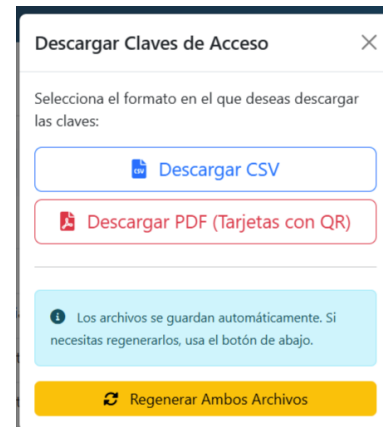 Descargar Claves de Acceso
Selecciona el formato en el que deseas descargar
las claves:
CSV Descargar CSV
Descargar PDF (Tarjetas con QR)
Los archivos se guardan automáticamente. Si
necesitas regenerarlos, usa el botón de abajo.
Regenerar Ambos Archivos